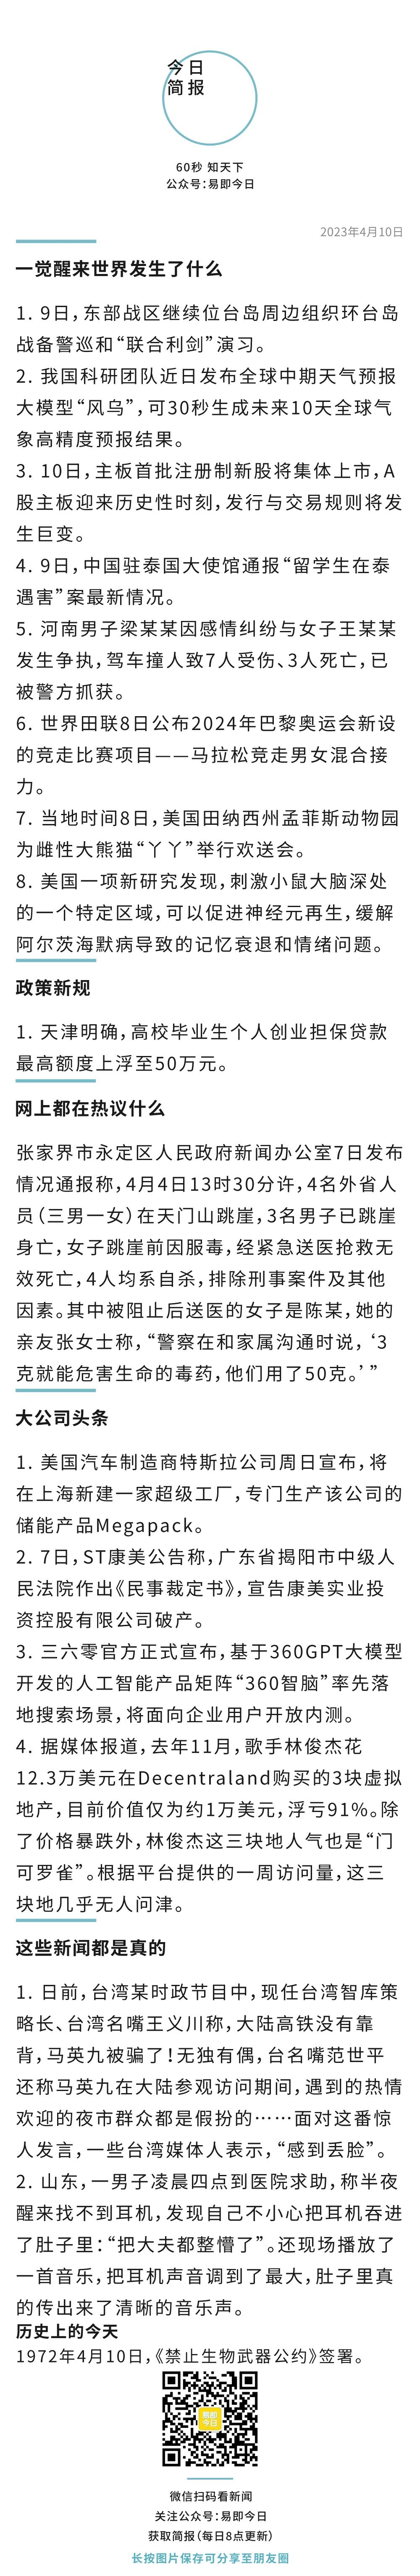 今日
简报
60秒 知天下
公众号：易即今日
2023年4月10日
一觉醒来世界发生了什么
1. 9日，东部战区继续位台岛周边组织环台岛
战备警巡和“联合利剑”演习。
2. 我国科研团队近日发布全球中期天气预报
大模型“风乌”，可30秒生成未来10天全球气
象高精度预报结果。
3. 10日，主板首批注册制新股将集体上市，A
股主板迎来历史性时刻，发行与交易规则将发
生巨变。
4. 9日，中国驻泰国大使馆通报“留学生在泰
遇害”案最新情况。
5. 河南男子梁某某因感情纠纷与女子王某某
发生争执，驾车撞人致7人受伤、3人死亡，已
被警方抓获。
6. 世界田联8日公布2024年巴黎奥运会新设
的竞走比赛项目——马拉松竞走男女混合接
力。
7. 当地时间8日，美国田纳西州孟菲斯动物园
为雌性大熊猫“丫丫”举行欢送会。
8. 美国一项新研究发现，刺激小鼠大脑深处
的一个特定区域，可以促进神经元再生，缓解
阿尔茨海默病导致的记忆衰退和情绪问题。
政策新规
1. 天津明确，高校毕业生个人创业担保贷款
最高额度上浮至50万元。
网上都在热议什么
张家界市永定区人民政府新闻办公室7日发布
情况通报称，4月4日13时30分许，4名外省人
员（三男一女）在天门山跳崖，3名男子已跳崖
身亡，女子跳崖前因服毒，经紧急送医抢救无
效死亡，4人均系自杀，排除刑事案件及其他
因素。其中被阻止后送医的女子是陈某，她的
亲友张女士称，“警察在和家属沟通时说，‘3
克就能危害生命的毒药，他们用了50克。’”
大公司头条
1. 美国汽车制造商特斯拉公司周日宣布，将
在上海新建一家超级工厂，专门生产该公司的
储能产品Megapack。
2. 7日，ST康美公告称，广东省揭阳市中级人
民法院作出《民事裁定书》，宣告康美实业投
资控股有限公司破产。
3. 三六零官方正式宣布，基于360GPT大模型
开发的人工智能产品矩阵“360智脑”率先落
地搜索场景，将面向企业用户开放内测。
4. 据媒体报道，去年11月，歌手林俊杰花
12.3万美元在Decentraland购买的3块虚拟
地产，目前价值仅为约1万美元，浮亏91%。除
了价格暴跌外，林俊杰这三块地人气也是“门
可罗雀”。根据平台提供的一周访问量，这三
块地几乎无人问津。
这些新闻都是真的
1. 日前，台湾某时政节目中，现任台湾智库策
略长、台湾名嘴王义川称，大陆高铁没有靠
背，马英九被骗了！无独有偶，台名嘴范世平
还称马英九在大陆参观访问期间，遇到的热情
欢迎的夜市群众都是假扮的……面对这番惊
人发言，一些台湾媒体人表示，“感到丢脸”。
2. 山东，一男子凌晨四点到医院求助，称半夜
醒来找不到耳机，发现自己不小心把耳机吞进
了肚子里：“把大夫都整懵了”。还现场播放了
一首音乐，把耳机声音调到了最大，肚子里真
的传出来了清晰的音乐声。
历史上的今天
1972年4月10日，《禁止生物武器公约》签署。
易即
今日
微信扫码看新闻
关注公众号：易即今日
获取简报（每日8点更新）
长按图片保存可分享至朋友圈